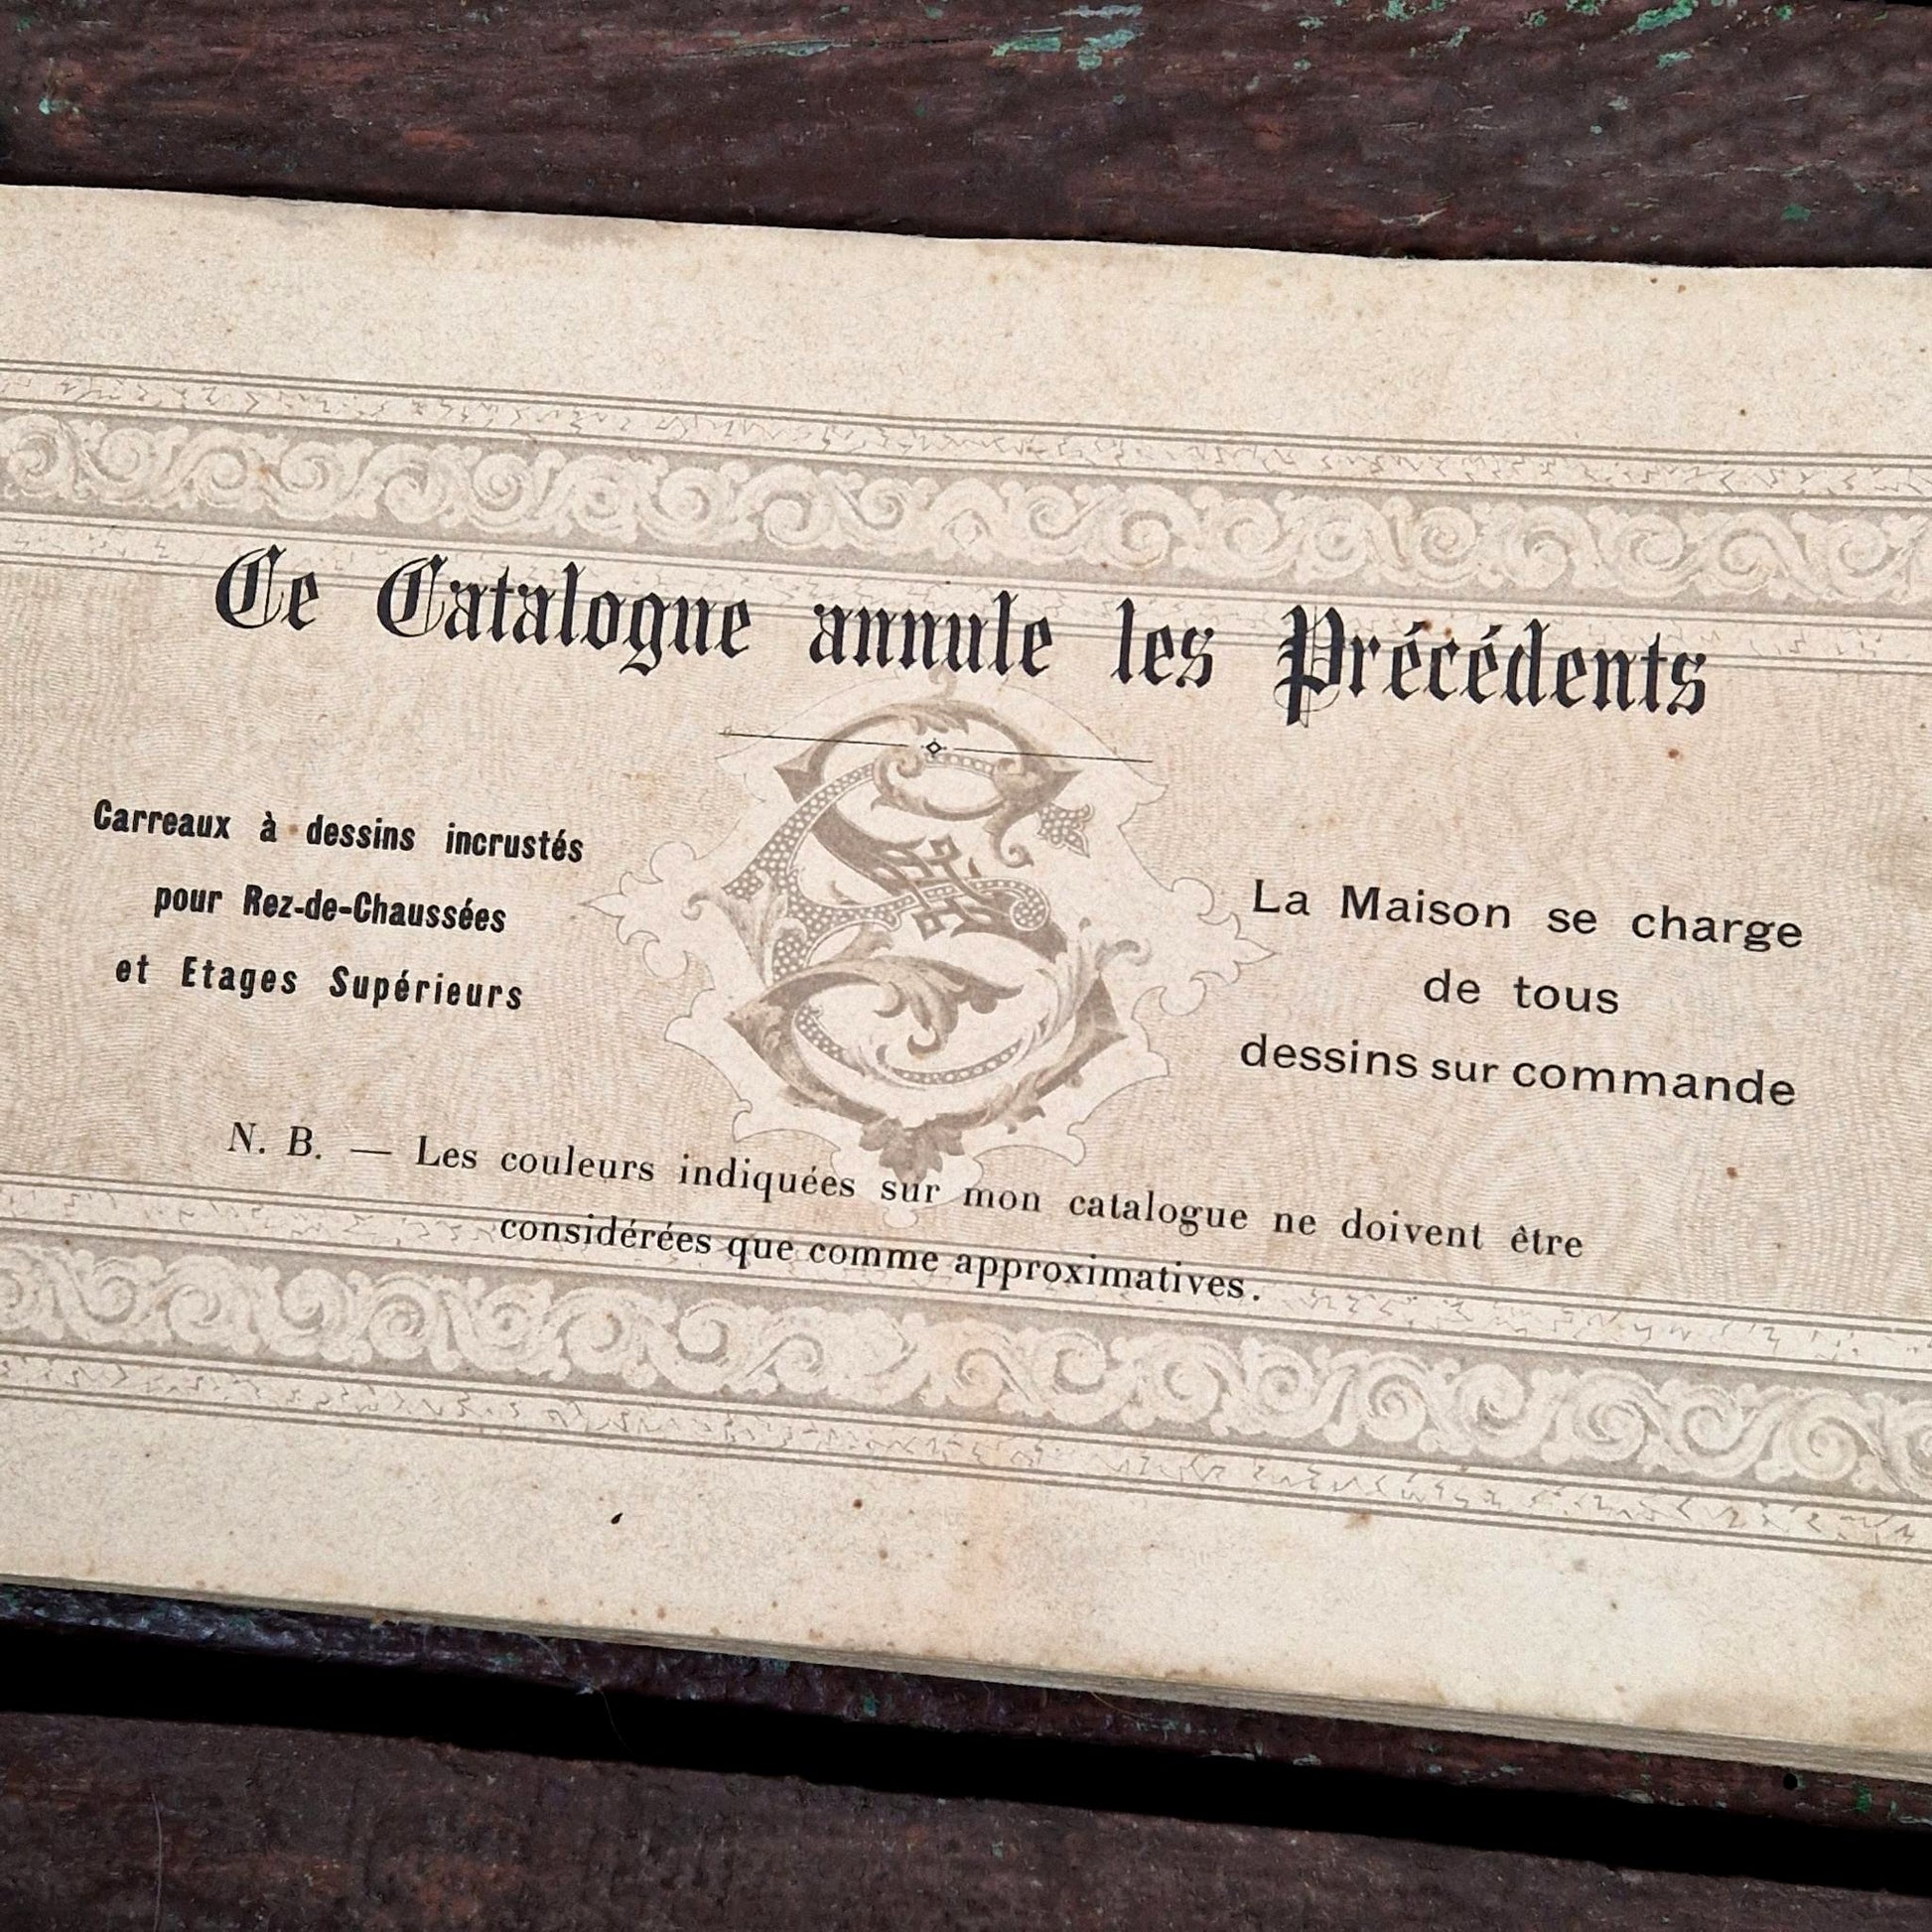 Ce Catalogue annule les Précédents
Carreaux à dessins incrustés
pour Rez-de-Chaussées
et Etages Supérieurs
La Maison se charge
de tous
dessins sur commande
N. B. — Les couleurs indiquées sur mon catalogue ne doivent être
considérées que comme approximatives.